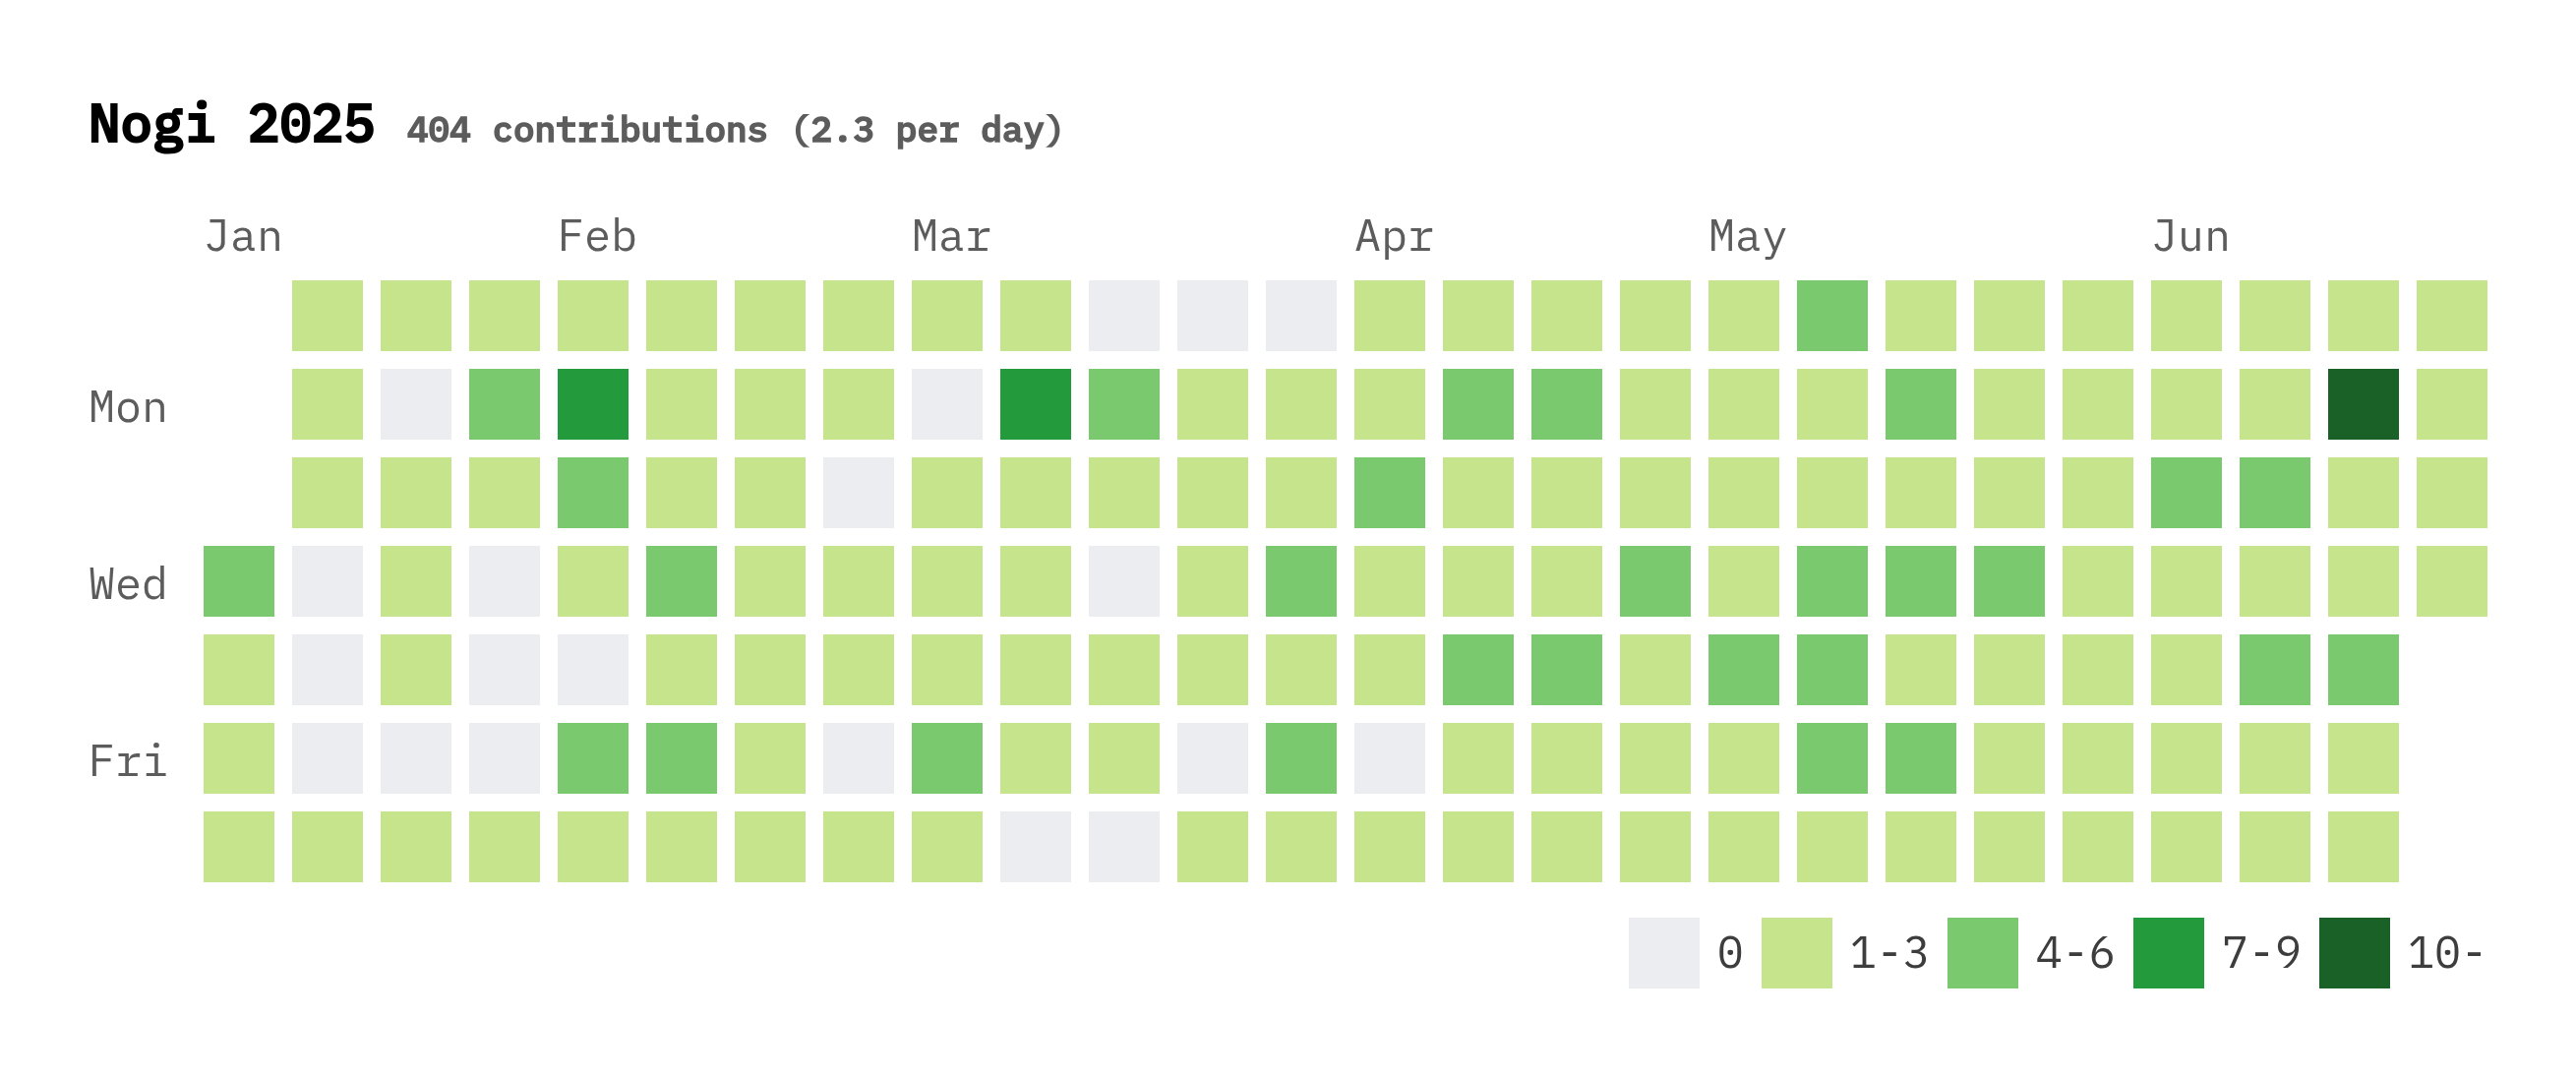 Nogi 2025 404 contributions (2.3 per day)
Jan Feb Mar Apr May Jun
Mon
Wed
Fri
0 1-3 4-6 7-9 10-